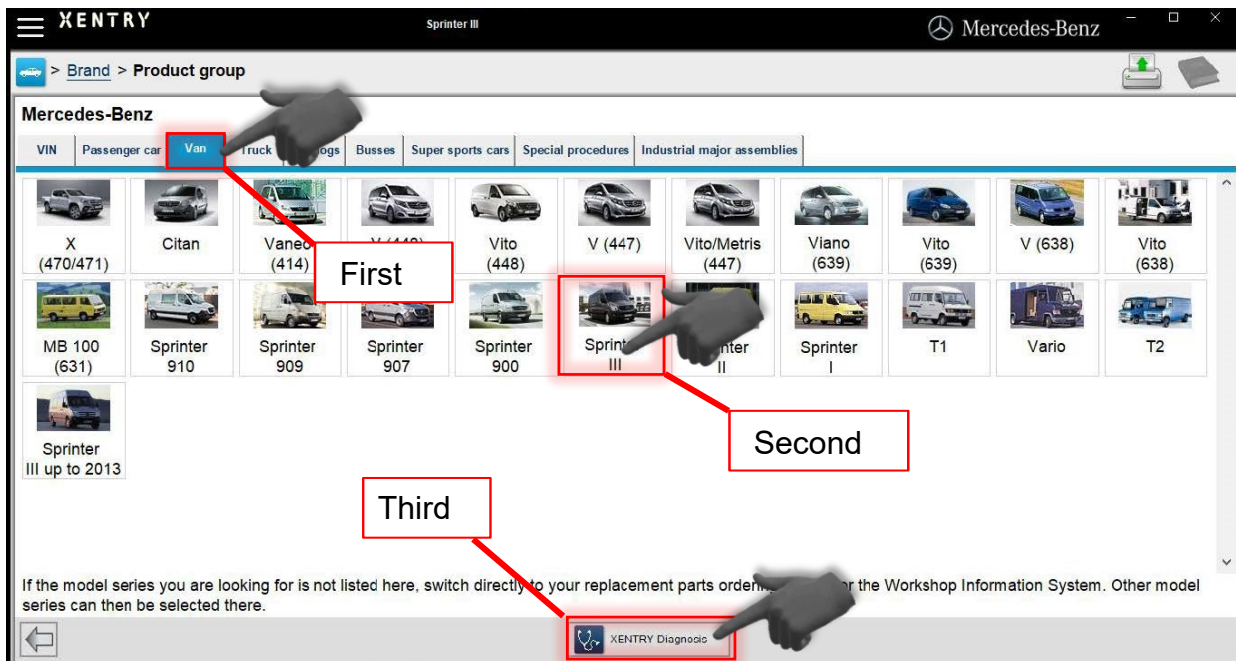 XENTRY
Sprinter III
Mercedes-Benz
> Brand > Product group
Mercedes-Benz
VIN
Passenger car
Van
Truck
Busses
Super sports cars
Special procedures
Industrial major assemblies
X
(470/471)
Citan
Vaneo
(414)
Vito
(448)
V (447)
Vito/Metris
(447)
Viano
(639)
Vito
(639)
V (638)
Vito
(638)
First
MB 100
(631)
Sprinter
910
Sprinter
909
Sprinter
907
Sprinter
900
III
II
Sprinter
I
T1
Vario
T2
Sprinter
III up to 2013
Second
Third
If the model series you are looking for is not listed here, switch directly to your replacement parts the Workshop Information System. Other model
series can then be selected there.
XENTRY Diagnosis